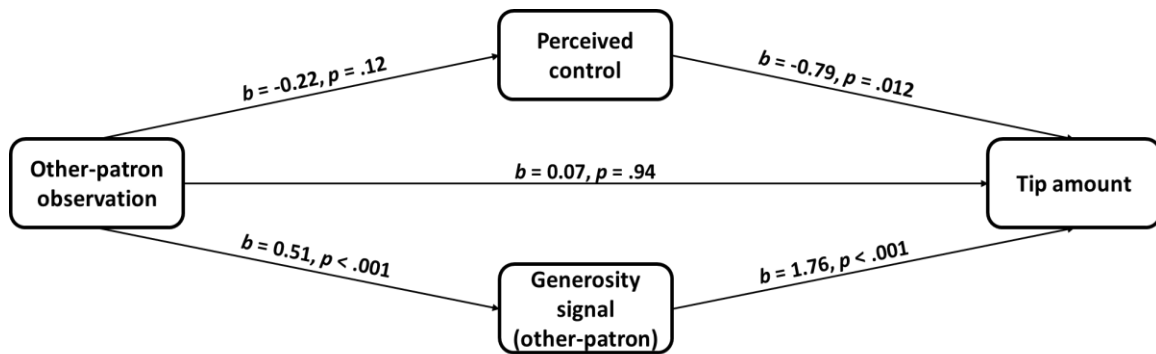 Perceived
control
b = -0.22, p = .12
b = -0.79, p = .012
Other-patron
observation
b = 0.07, p = .94
Tip amount
b = 0.51, p < .001
b = 1.76, p < .001
Generosity
signal
(other-patron)